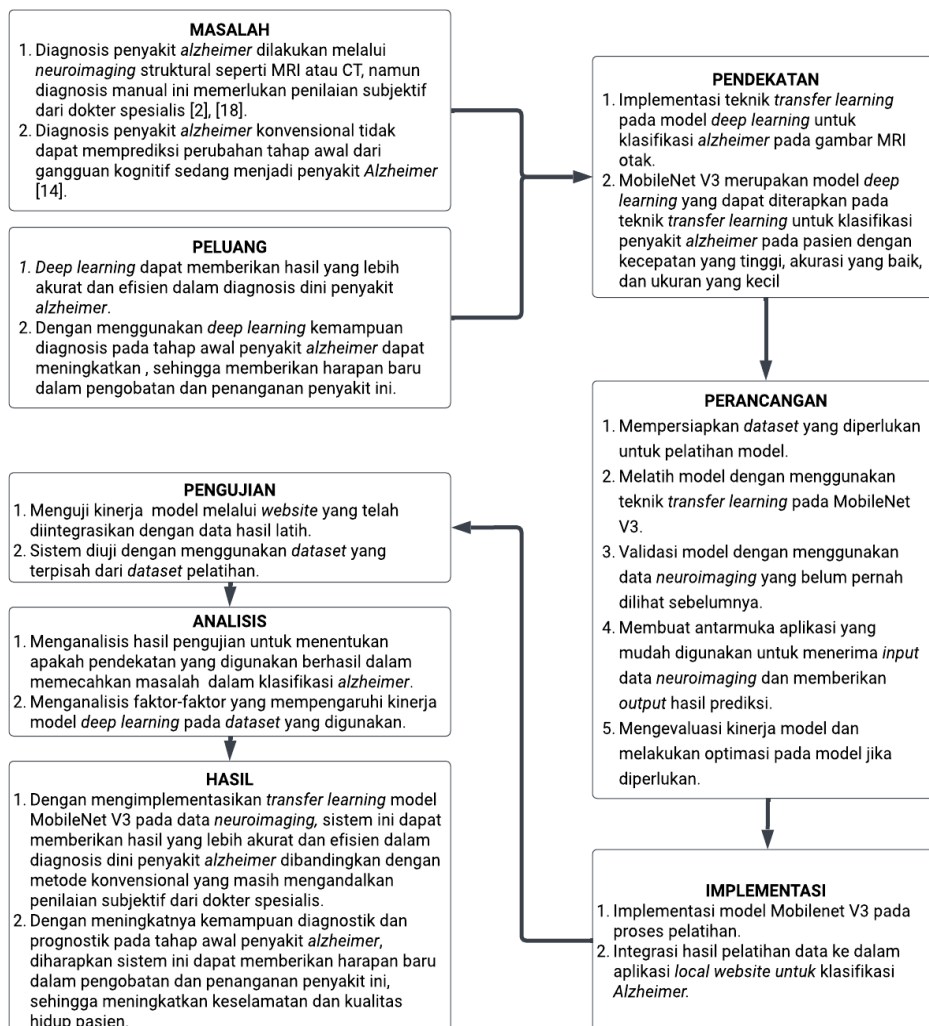 MASALAH
1. Diagnosis penyakit alzheimer dilakukan melalui
neuroimaging struktural seperti MRI atau CT, namun
diagnosis manual ini memerlukan penilaian subjektif
dari dokter spesialis [2], [18].
2. Diagnosis penyakit alzheimer konvensional tidak
dapat memprediksi perubahan tahap awal dari
gangguan kognitif sedang menjadi penyakit Alzheimer
[14].
PELUANG
1. Deep learning dapat memberikan hasil yang lebih
akurat dan efisien dalam diagnosis dini penyakit
alzheimer.
2. Dengan menggunakan deep learning kemampuan
diagnosis pada tahap awal penyakit alzheimer dapat
meningkatkan , sehingga memberikan harapan baru
dalam pengobatan dan penanganan penyakit ini.
PENDEKATAN
1. Implementasi teknik transfer learning
pada model deep learning untuk
klasifikasi alzheimer pada gambar MRI
otak.
2. MobileNet V3 merupakan model deep
learning yang dapat diterapkan pada
teknik transfer learning untuk klasifikasi
penyakit alzheimer pada pasien dengan
kecepatan yang tinggi, akurasi yang baik,
dan ukuran yang kecil
PERANCANGAN
1. Mempersiapkan dataset yang diperlukan
untuk pelatihan model.
2. Melatih model dengan menggunakan
teknik transfer learning pada MobileNet
V3.
3. Validasi model dengan menggunakan
data neuroimaging yang belum pernah
dilihat sebelumnya.
4. Membuat antarmuka aplikasi yang
mudah digunakan untuk menerima input
data neuroimaging dan memberikan
output hasil prediksi.
5. Mengevaluasi kinerja model dan
melakukan optimasi pada model jika
diperlukan.
IMPLEMENTASI
1. Implementasi model Mobilenet V3 pada
proses pelatihan.
2. Integrasi hasil pelatihan data ke dalam
aplikasi local website untuk klasifikasi
Alzheimer.
PENGUJIAN
1. Menguji kinerja model melalui website yang telah
diintegrasikan dengan data hasil latih.
2. Sistem diuji dengan menggunakan dataset yang
terpisah dari dataset pelatihan.
ANALISIS
1. Menganalisis hasil pengujian untuk menentukan
apakah pendekatan yang digunakan berhasil dalam
memecahkan masalah dalam klasifikasi alzheimer.
2. Menganalisis faktor-faktor yang mempengaruhi kinerja
model deep learning pada dataset yang digunakan.
HASIL
1. Dengan mengimplementasikan transfer learning model
MobileNet V3 pada data neuroimaging, sistem ini dapat
memberikan hasil yang lebih akurat dan efisien dalam
diagnosis dini penyakit alzheimer dibandingkan dengan
metode konvensional yang masih mengandalkan
penilaian subjektif dari dokter spesialis.
2. Dengan meningkatnya kemampuan diagnostik dan
prognostik pada tahap awal penyakit alzheimer,
diharapkan sistem ini dapat memberikan harapan baru
dalam pengobatan dan penanganan penyakit ini,
sehingga meningkatkan keselamatan dan kualitas
hidup pasien.